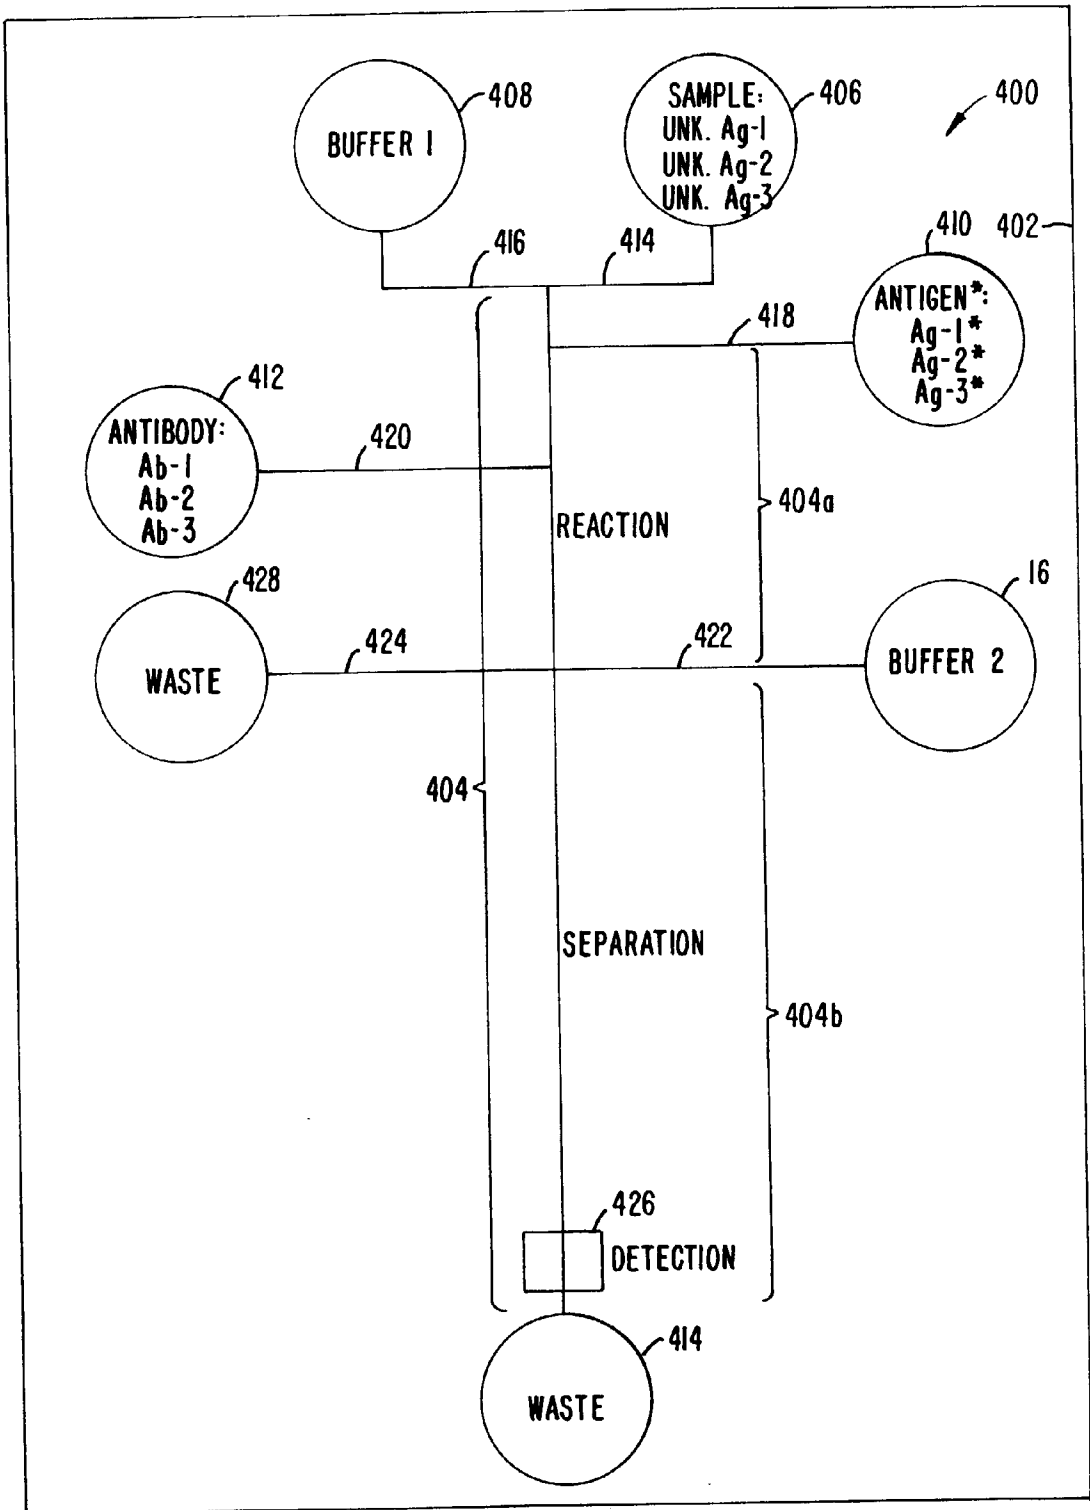 408
BUFFER 1
SAMPLE:
UNK. Ag-1
UNK. Ag-2
UNK. Ag-3
406
400
416
414
410
402
ANTIGEN*:
Ag-1*
Ag-2*
Ag-3*
418
412
ANTIBODY:
Ab-1
Ab-2
Ab-3
420
REACTION
404a
428
WASTE
424
422
16
BUFFER 2
404
SEPARATION
404b
426
DETECTION
414
WASTE